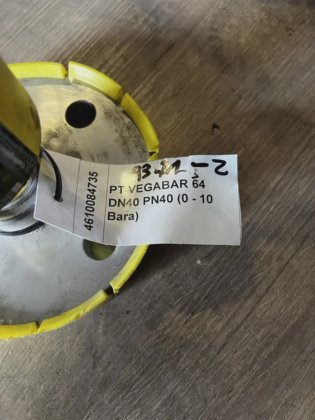 PT VEGABAR 64
DN40 PN40 (0 - 10
Bara)
4610084735